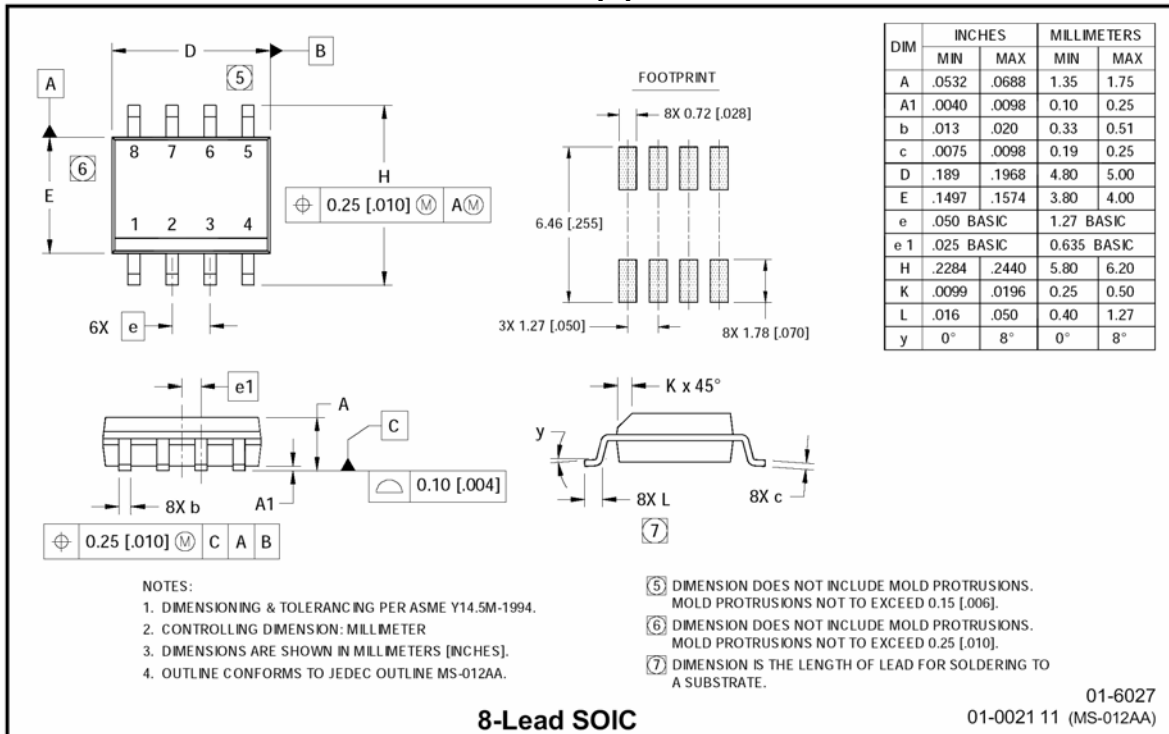 D
B
5
A
8 7 6 5
6
E
H
⌖ 0.25 [.010] Ⓜ AⓂ
1 2 3 4
6X e
FOOTPRINT
8X 0.72 [.028]
6.46 [.255]
3X 1.27 [.050]
8X 1.78 [.070]
DIM INCHES MILLIMETERS
MIN MAX MIN MAX
A .0532 .0688 1.35 1.75
A1 .0040 .0098 0.10 0.25
b .013 .020 0.33 0.51
c .0075 .0098 0.19 0.25
D .189 .1968 4.80 5.00
E .1497 .1574 3.80 4.00
e .050 BASIC 1.27 BASIC
e 1 .025 BASIC 0.635 BASIC
H .2284 .2440 5.80 6.20
K .0099 .0196 0.25 0.50
L .016 .050 0.40 1.27
y 0° 8° 0° 8°
e1
A
C
0.10 [.004]
8X b
A1
⌖ 0.25 [.010] Ⓜ C A B
K x 45°
y
8X L
8X c
7
NOTES:
1. DIMENSIONING & TOLERANCING PER ASME Y14.5M-1994.
2. CONTROLLING DIMENSION: MILLIMETER
3. DIMENSIONS ARE SHOWN IN MILLIMETERS [INCHES].
4. OUTLINE CONFORMS TO JEDEC OUTLINE MS-012AA.
5 DIMENSION DOES NOT INCLUDE MOLD PROTRUSIONS.
MOLD PROTRUSIONS NOT TO EXCEED 0.15 [.006].
6 DIMENSION DOES NOT INCLUDE MOLD PROTRUSIONS.
MOLD PROTRUSIONS NOT TO EXCEED 0.25 [.010].
7 DIMENSION IS THE LENGTH OF LEAD FOR SOLDERING TO
A SUBSTRATE.
8-Lead SOIC
01-6027
01-0021 11 (MS-012AA)